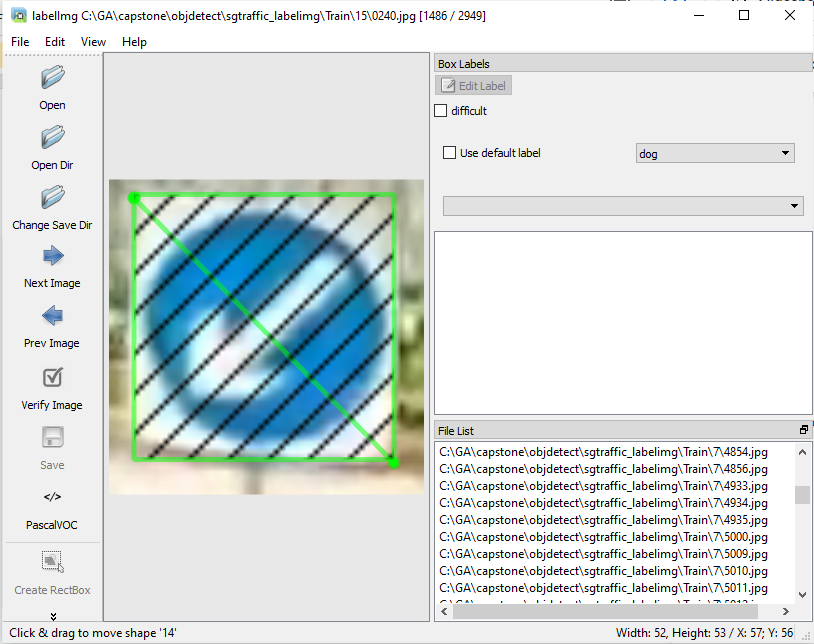 labelImg C:\GA\capstone\objdetect\sgtraffic_labelimg\Train\15\0240.jpg [1486 / 2949]
File Edit View Help
Open
Open Dir
Change Save Dir
Next Image
Prev Image
Verify Image
Save
</>
PascalVOC
Create RectBox
Box Labels
Edit Label
difficult
Use default label
dog
File List
C:\GA\capstone\objdetect\sgtraffic_labelimg\Train\7\4854.jpg
C:\GA\capstone\objdetect\sgtraffic_labelimg\Train\7\4856.jpg
C:\GA\capstone\objdetect\sgtraffic_labelimg\Train\7\4933.jpg
C:\GA\capstone\objdetect\sgtraffic_labelimg\Train\7\4934.jpg
C:\GA\capstone\objdetect\sgtraffic_labelimg\Train\7\4935.jpg
C:\GA\capstone\objdetect\sgtraffic_labelimg\Train\7\5000.jpg
C:\GA\capstone\objdetect\sgtraffic_labelimg\Train\7\5009.jpg
C:\GA\capstone\objdetect\sgtraffic_labelimg\Train\7\5010.jpg
C:\GA\capstone\objdetect\sgtraffic_labelimg\Train\7\5011.jpg
Click & drag to move shape '14'
Width: 52, Height: 53 / X: 57; Y: 56